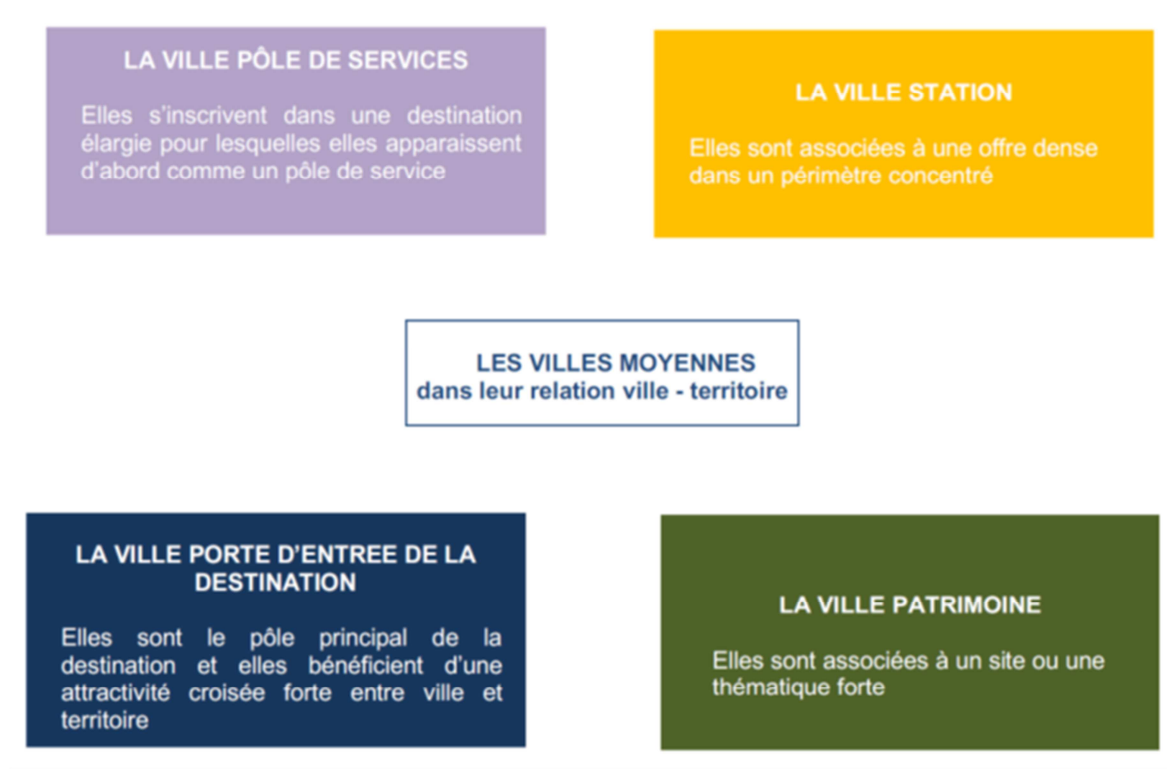 LA VILLE PÔLE DE SERVICES
Elles s'inscrivent dans une destination
élargie pour lesquelles elles apparaissent
d'abord comme un pôle de service
LA VILLE STATION
Elles sont associées à une offre dense
dans un périmètre concentré
LES VILLES MOYENNES
dans leur relation ville - territoire
LA VILLE PORTE D'ENTREE DE LA
DESTINATION
Elles sont le pôle principal de la
destination et elles bénéficient d'une
attractivité croisée forte entre ville et
territoire
LA VILLE PATRIMOINE
Elles sont associées à un site ou une
thématique forte